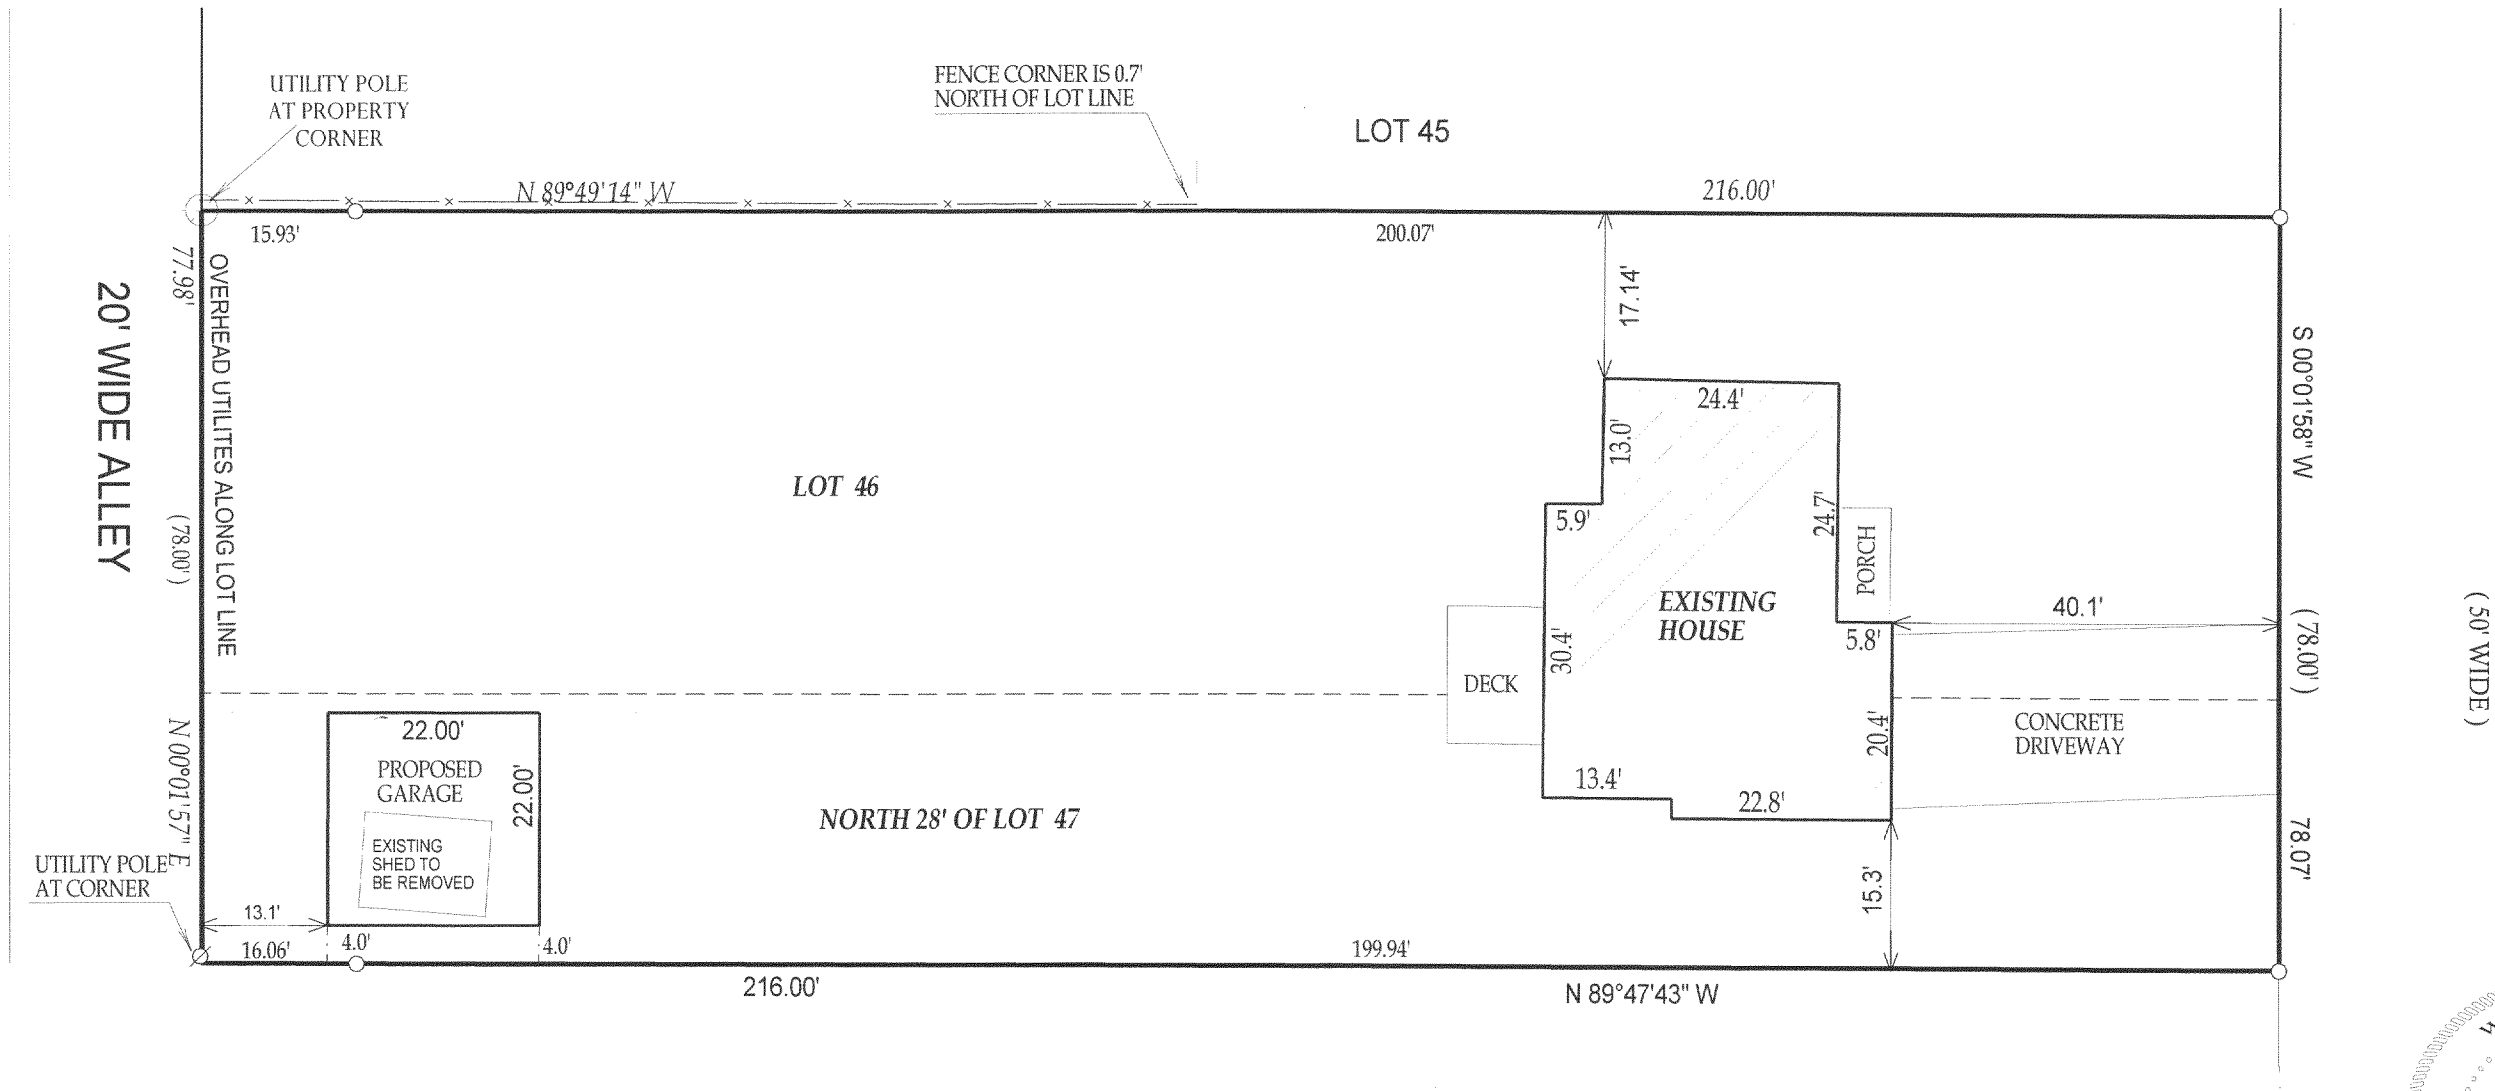 UTILITY POLE
AT PROPERTY
CORNER
FENCE CORNER IS 0.7'
NORTH OF LOT LINE
LOT 45
N 89°49'14" W
216.00'
15.93'
200.07'
77.98'
OVERHEAD UTILITES ALONG LOT LINE
20' WIDE ALLEY
(78.00')
N 00°01'57" E
17.14'
24.4'
13.0'
5.9'
24.7'
PORCH
S 00°01'58" W
LOT 46
EXISTING
HOUSE
30.4'
DECK
40.1'
5.8'
(78.00')
( 50' WIDE )
20.4'
CONCRETE
DRIVEWAY
22.00'
PROPOSED
GARAGE
22.00'
EXISTING
SHED TO
BE REMOVED
NORTH 28' OF LOT 47
13.4'
22.8'
78.07'
15.3'
UTILITY POLE
AT CORNER
13.1'
16.06'
4.0'
4.0'
199.94'
216.00'
N 89°47'43" W